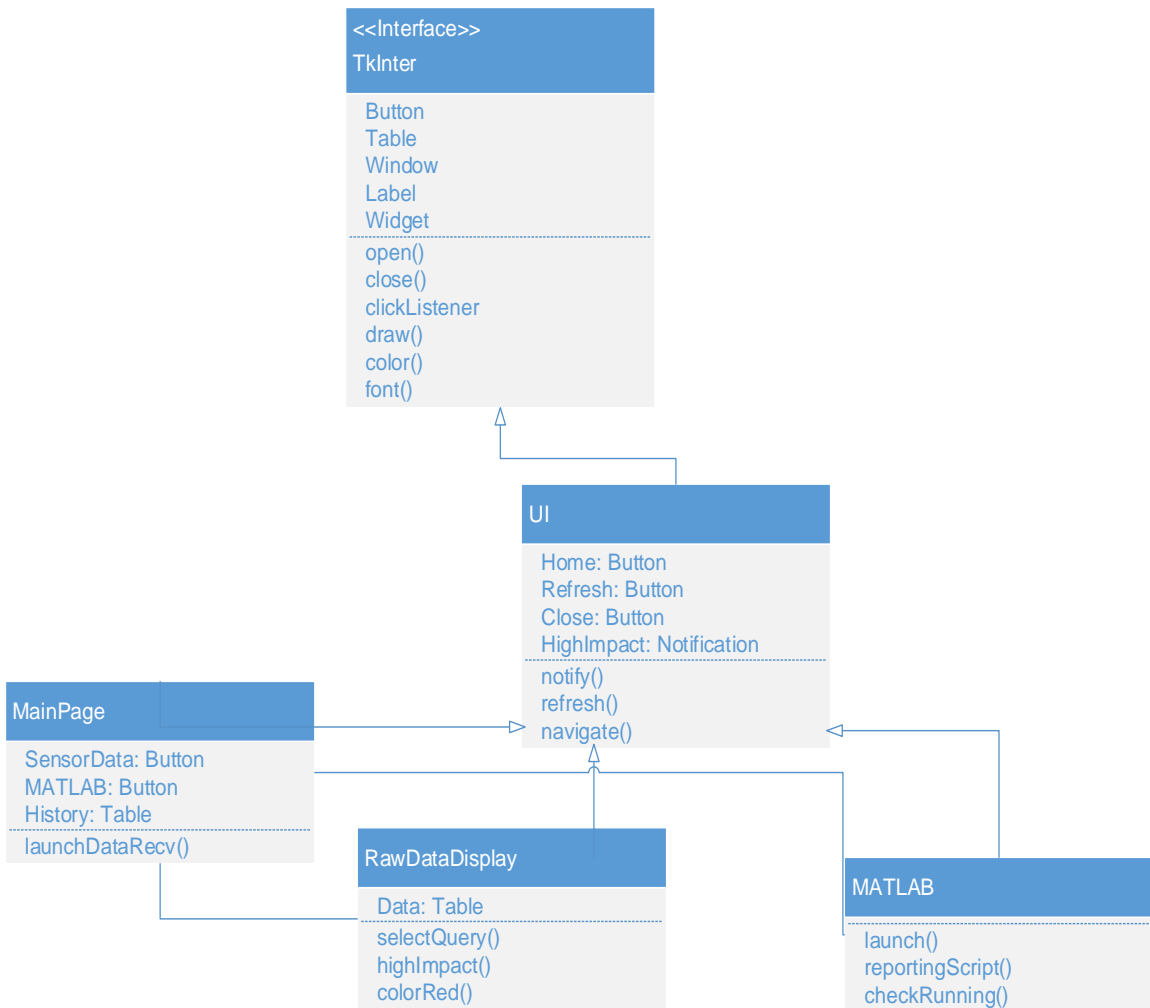 <<Interface>>
TkInter
Button
Table
Window
Label
Widget
open()
close()
clickListener
draw()
color()
font()
UI
Home: Button
Refresh: Button
Close: Button
HighImpact: Notification
notify()
refresh()
navigate()
MainPage
SensorData: Button
MATLAB: Button
History: Table
launchDataRecv()
RawDataDisplay
Data: Table
selectQuery()
highImpact()
colorRed()
MATLAB
launch()
reportingScript()
checkRunning()